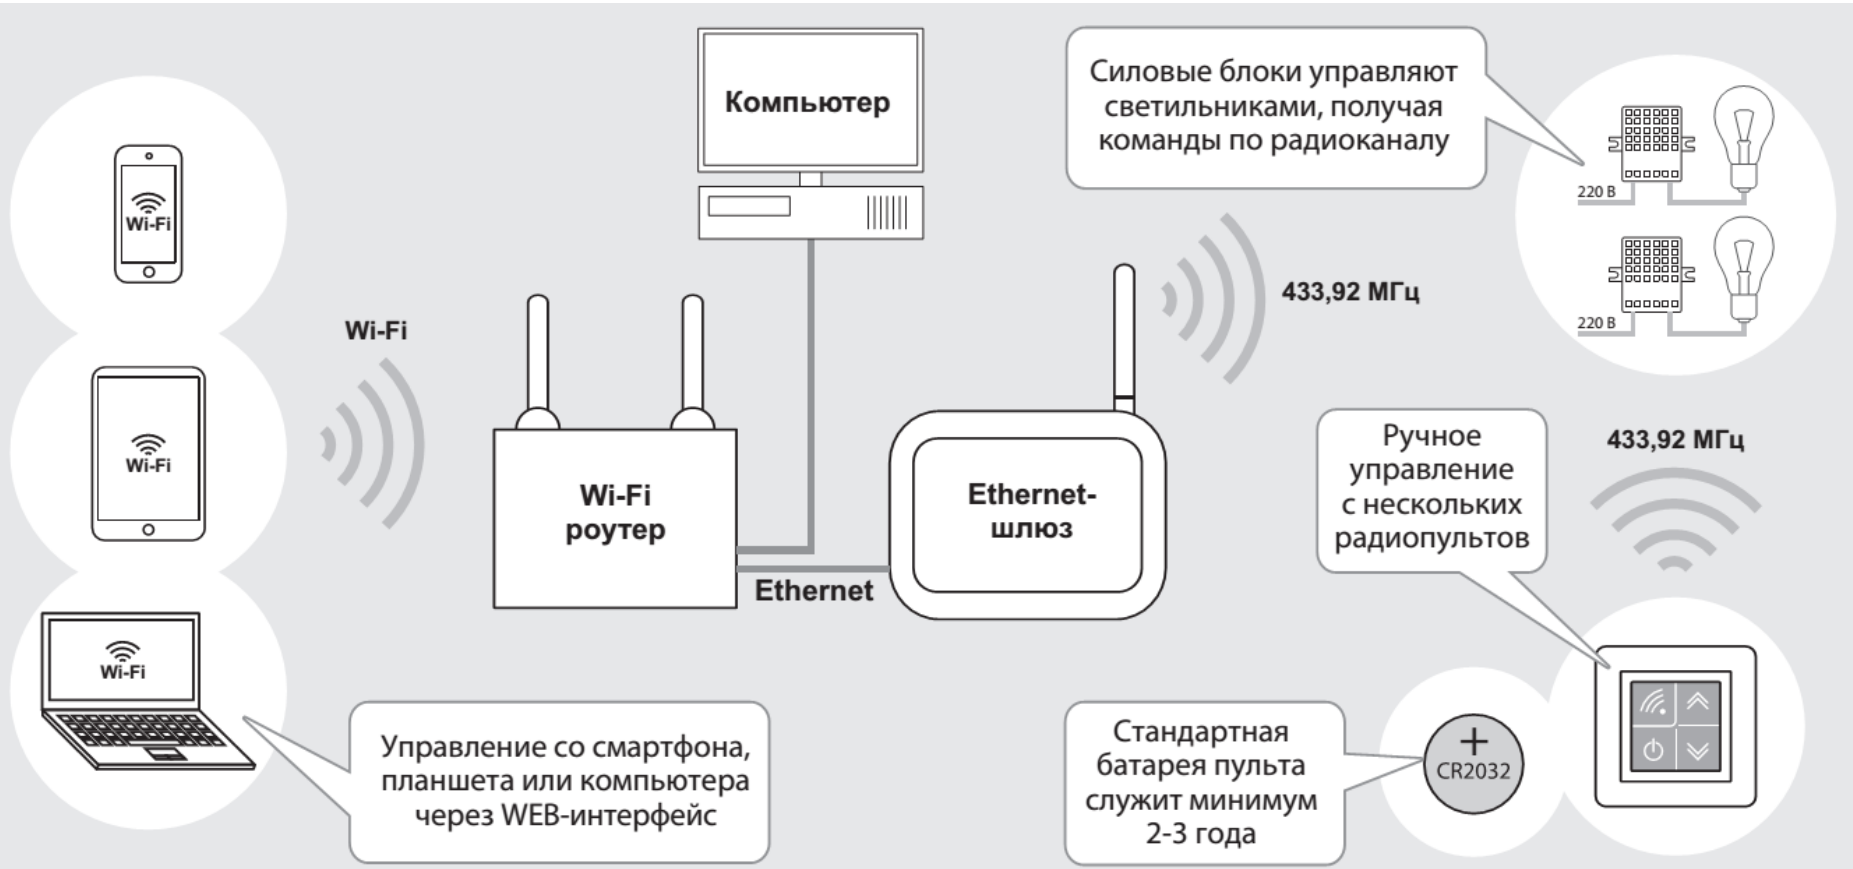 Компьютер
Силовые блоки управляют
светильниками, получая
команды по радиоканалу
220 В
220 В
Wi-Fi
Wi-Fi
433,92 МГц
Wi-Fi
Wi-Fi
роутер
Ethernet-
шлюз
Ethernet
Ручное
управление
с нескольких
радиопультов
433,92 МГц
Wi-Fi
Управление со смартфона,
планшета или компьютера
через WEB-интерфейс
Стандартная
батарея пульта
служит минимум
2-3 года
+
CR2032